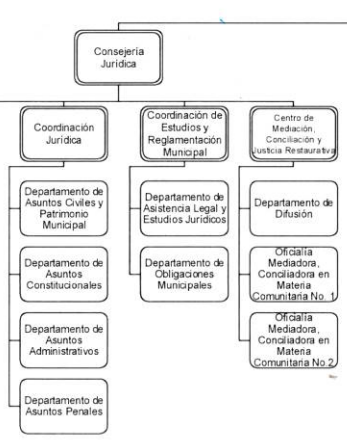 Consejería
Jurídica
Coordinación
Jurídica
Coordinación de
Estudios y
Reglamentación
Municipal
Centro de
Mediación,
Conciliación y
Justicia Restaurativa
Departamento de
Asuntos Civiles y
Patrimonio
Municipal
Departamento de
Asistencia Legal y
Estudios Jurídicos
Departamento de
Difusión
Departamento de
Asuntos
Constitucionales
Departamento de
Obligaciones
Municipales
Oficialía
Mediadora,
Conciliadora en
Materia
Comunitaria No. 1
Departamento de
Asuntos
Administrativos
Oficialía
Mediadora,
Conciliadora en
Materia
Comunitaria No.2
Departamento de
Asuntos Penales